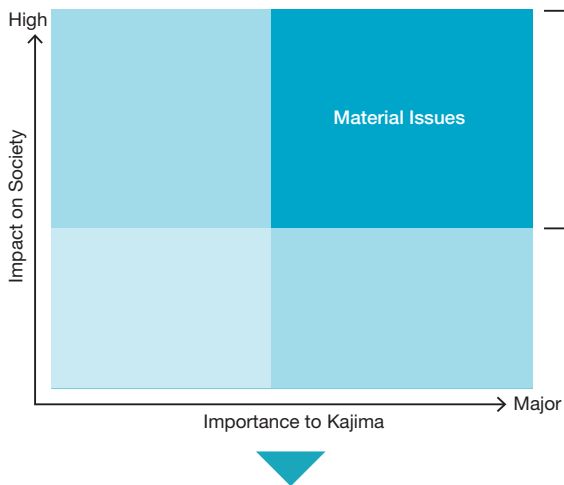 High
Material Issues
Impact on Society
Major
Importance to Kajima